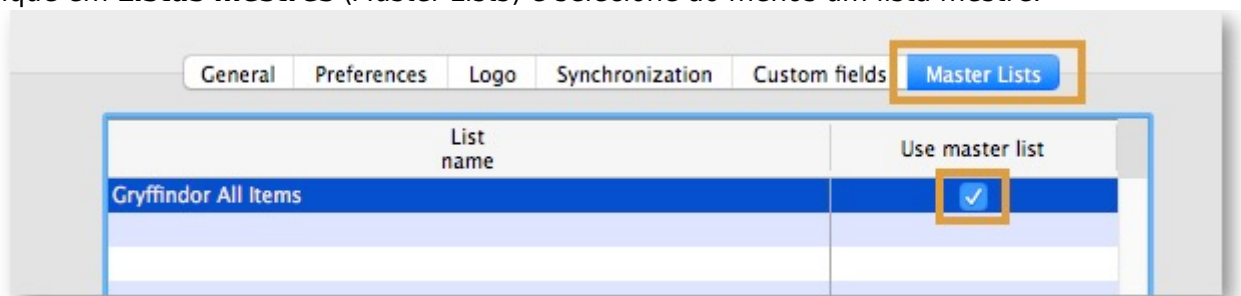 ique em Listas mestres (Master Lists) e selecione ao menos um lista mestre.
General Preferences Logo Synchronization Custom fields Master Lists
List name Use master list
Gryffindor All Items